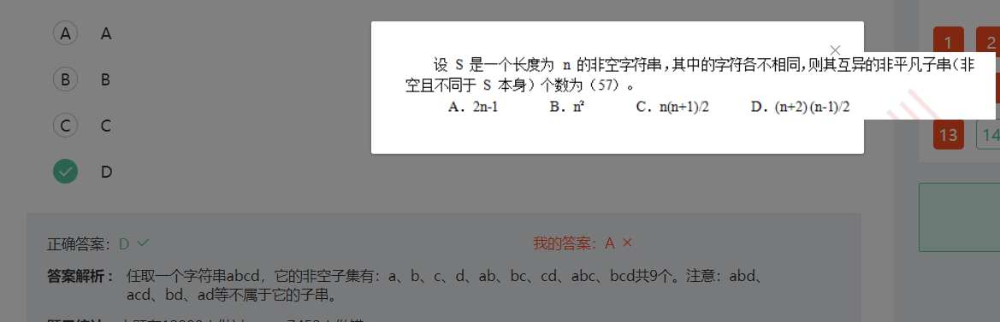 A A
B B
C C
D
设 S 是一个长度为 n 的非空字符串，其中的字符各不相同，则其互异的非平凡子串（非
空且不同于 S 本身）个数为（57）。
A．2n-1 B．n² C．n(n+1)/2 D．(n+2)(n-1)/2
1 2
13 14
正确答案：D 我的答案：A
答案解析： 任取一个字符串abcd，它的非空子集有：a、b、c、d、ab、bc、cd、abc、bcd共9个。注意：abd、
acd、bd、ad等不属于它的子串。